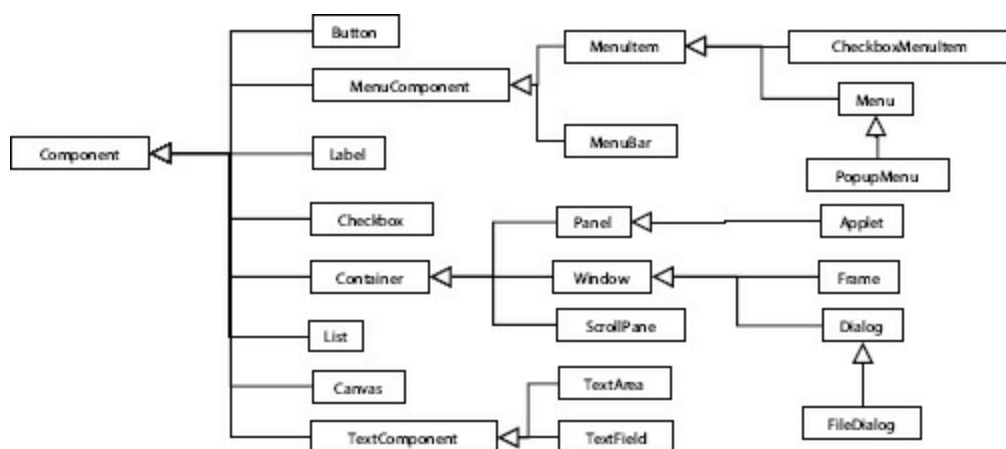 Button
MenuItem
CheckboxMenuItem
MenuComponent
Menu
Component
Label
MenuBar
PopupMenu
Checkbox
Panel
Applet
Container
Window
Frame
List
ScrollPane
Dialog
Canvas
TextArea
TextComponent
TextField
FileDialog